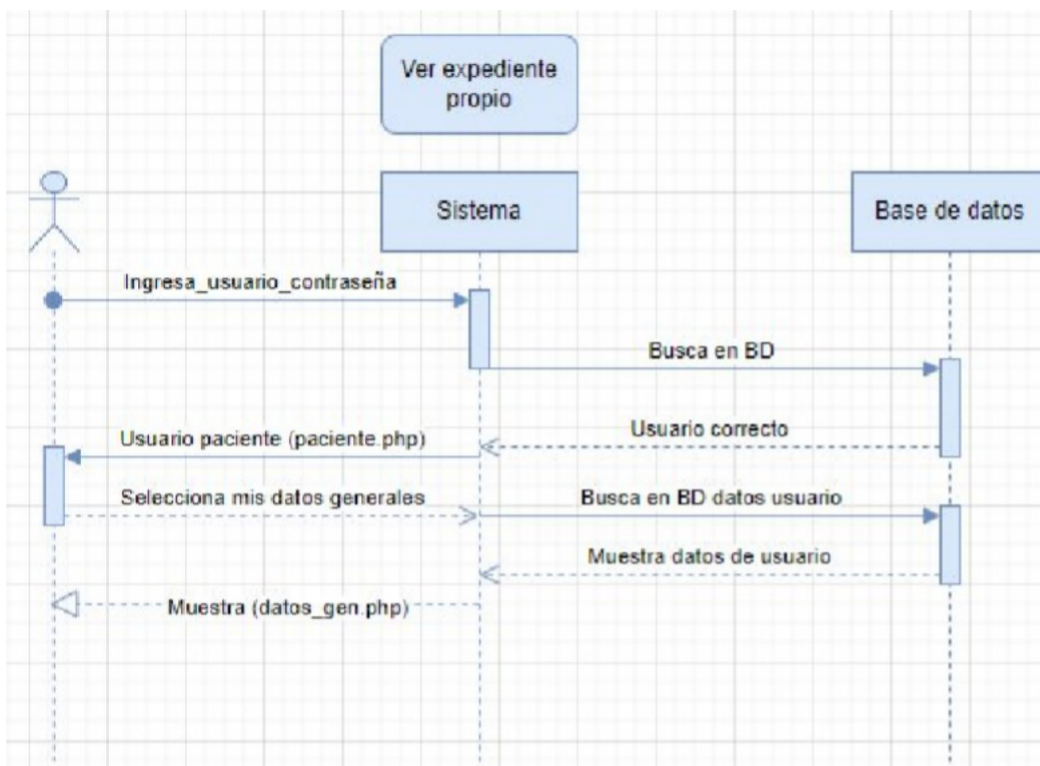 Ver expediente
propio
Sistema
Base de datos
Ingresa_usuario_contraseña
Busca en BD
Usuario correcto
Usuario paciente (paciente.php)
Selecciona mis datos generales
Busca en BD datos usuario
Muestra datos de usuario
Muestra (datos_gen.php)